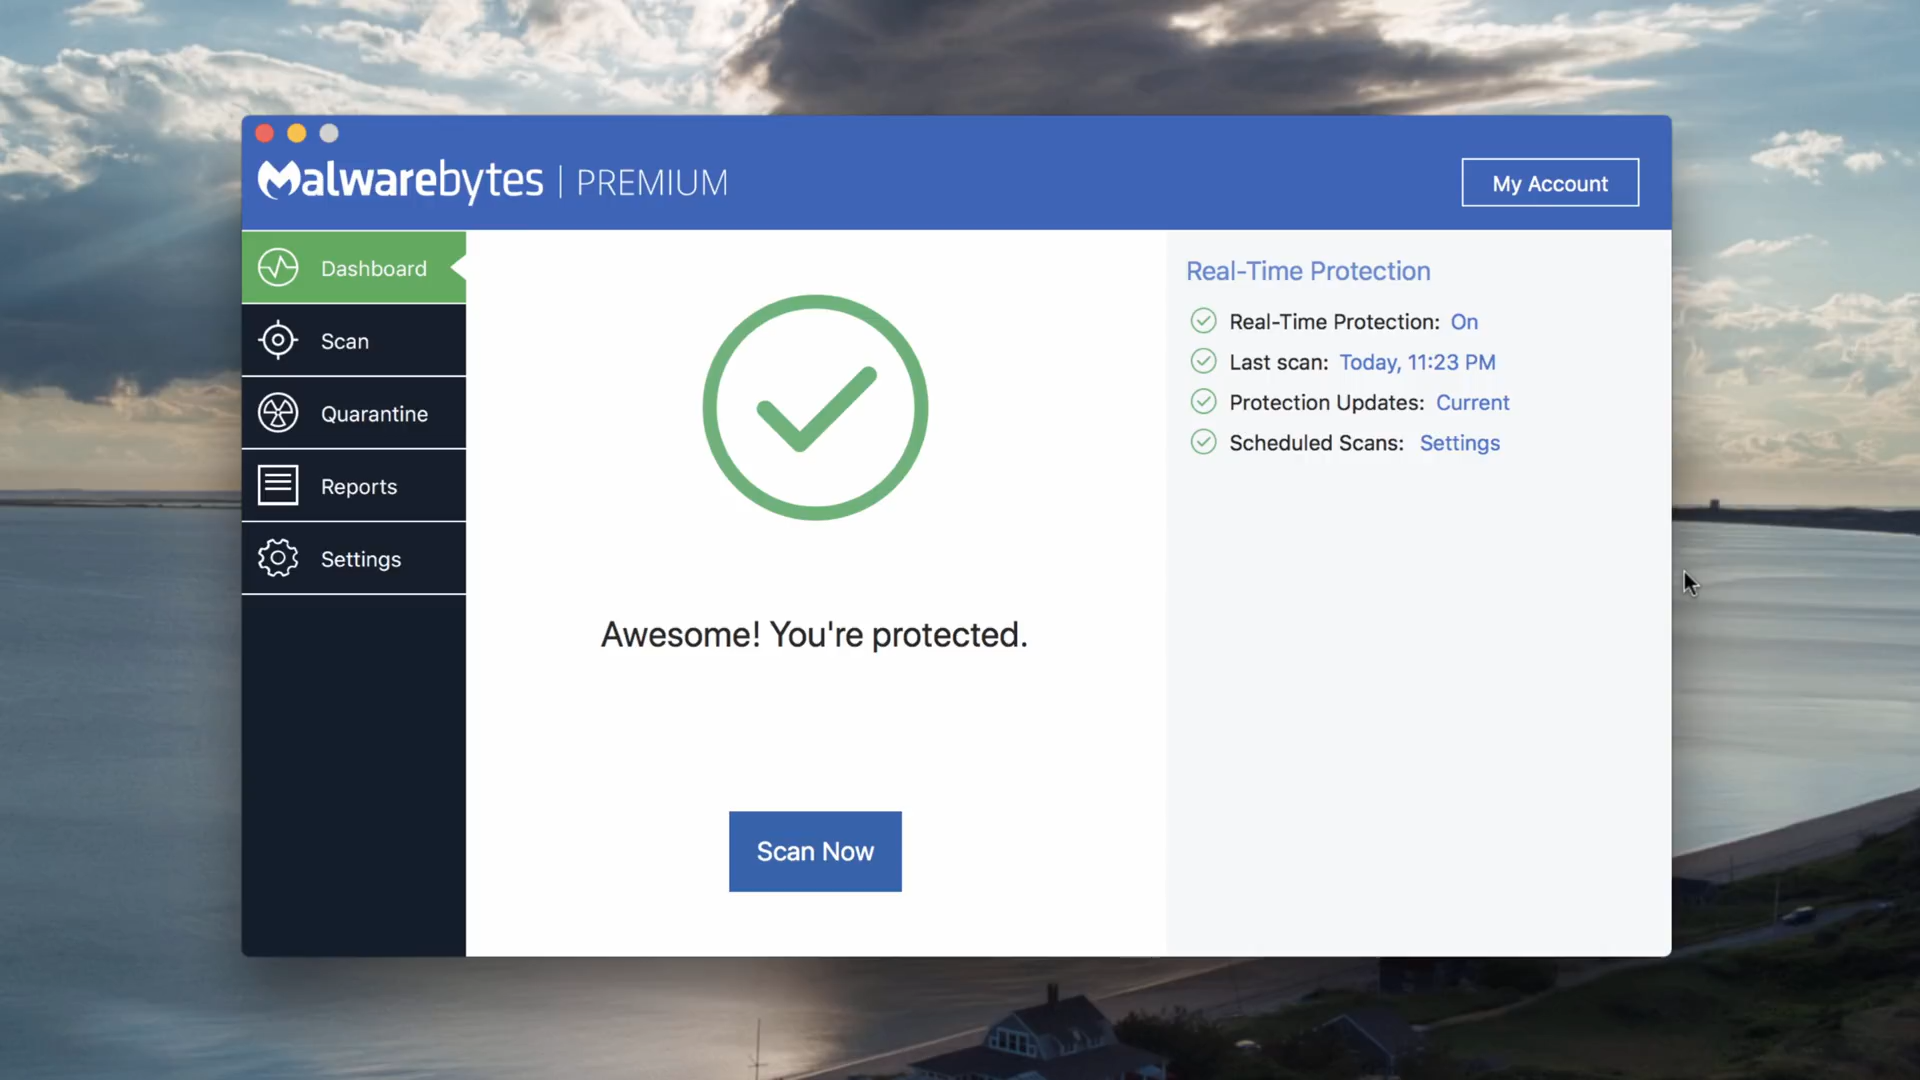 Malwarebytes | PREMIUM
My Account
Dashboard
Scan
Quarantine
Reports
Settings
Awesome! You're protected.
Scan Now
Real-Time Protection
Real-Time Protection: On
Last scan: Today, 11:23 PM
Protection Updates: Current
Scheduled Scans: Settings